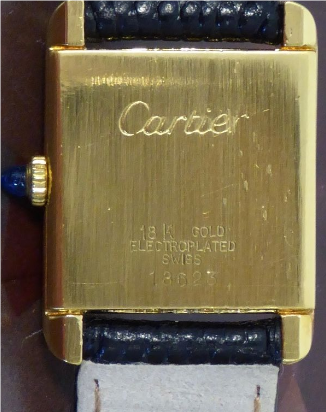 Cartier
18 K GOLD
ELECTROPLATED
SWISS
18623